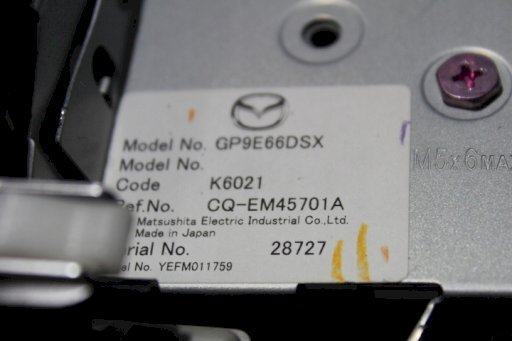 Model No. GP9E66DSX
Model No.
Code K6021
Ref.No. CQ-EM45701A
Matsushita Electric Industrial Co.,Ltd.
Made in Japan
Serial No. 28727
No. YEFM011759
M5x6MAX